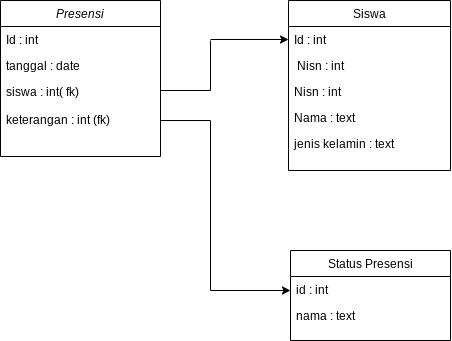 Presensi
Id : int
tanggal : date
siswa : int( fk)
keterangan : int (fk)
Siswa
Id : int
Nisn : int
Nisn : int
Nama : text
jenis kelamin : text
Status Presensi
id : int
nama : text